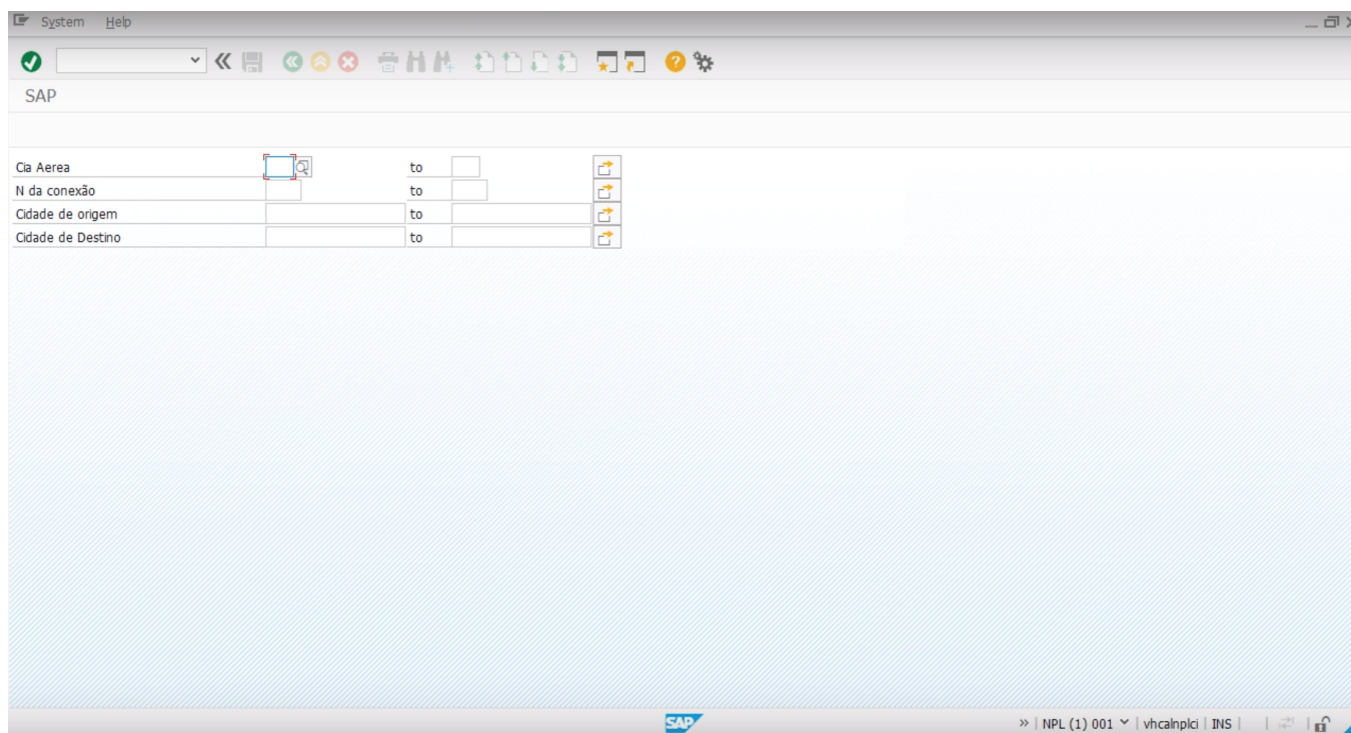 System Help
SAP
Cia Aerea to
N da conexão to
Cidade de origem to
Cidade de Destino to
SAP » | NPL (1) 001 | vhcalnplci | INS |